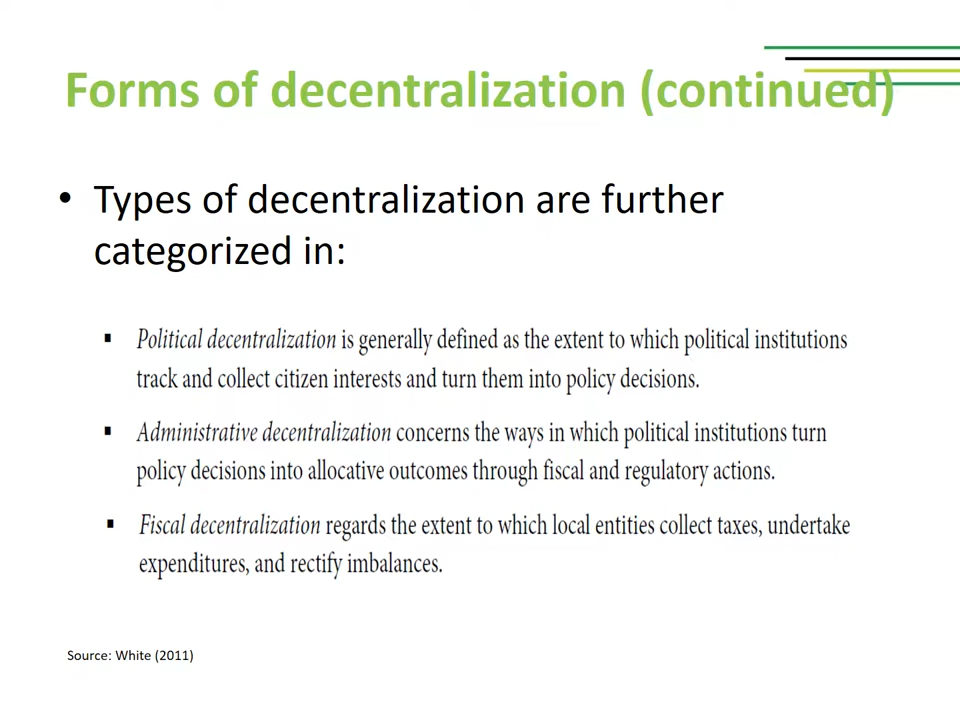 Forms of decentralization (continued)
• Types of decentralization are further
categorized in:
▪ Political decentralization is generally defined as the extent to which political institutions
track and collect citizen interests and turn them into policy decisions.
▪ Administrative decentralization concerns the ways in which political institutions turn
policy decisions into allocative outcomes through fiscal and regulatory actions.
▪ Fiscal decentralization regards the extent to which local entities collect taxes, undertake
expenditures, and rectify imbalances.
Source: White (2011)